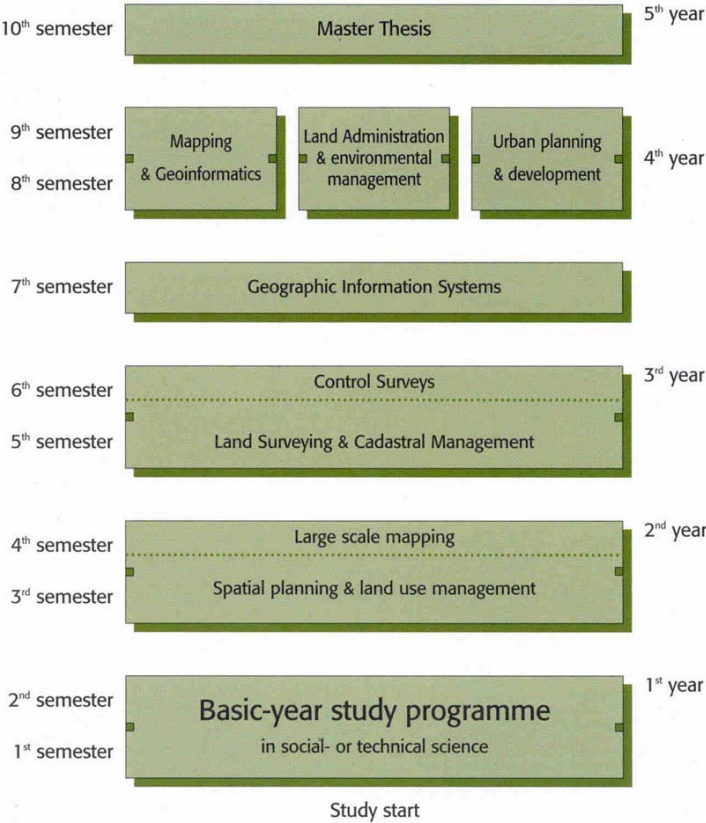 10th semester
Master Thesis
5th year
9th semester
8th semester
Mapping
& Geoinformatics
Land Administration
& environmental
management
Urban planning
& development
4th year
7th semester
Geographic Information Systems
6th semester
Control Surveys
3rd year
5th semester
Land Surveying & Cadastral Management
4th semester
Large scale mapping
2nd year
3rd semester
Spatial planning & land use management
2nd semester
Basic-year study programme
1st year
1st semester
in social- or technical science
Study start